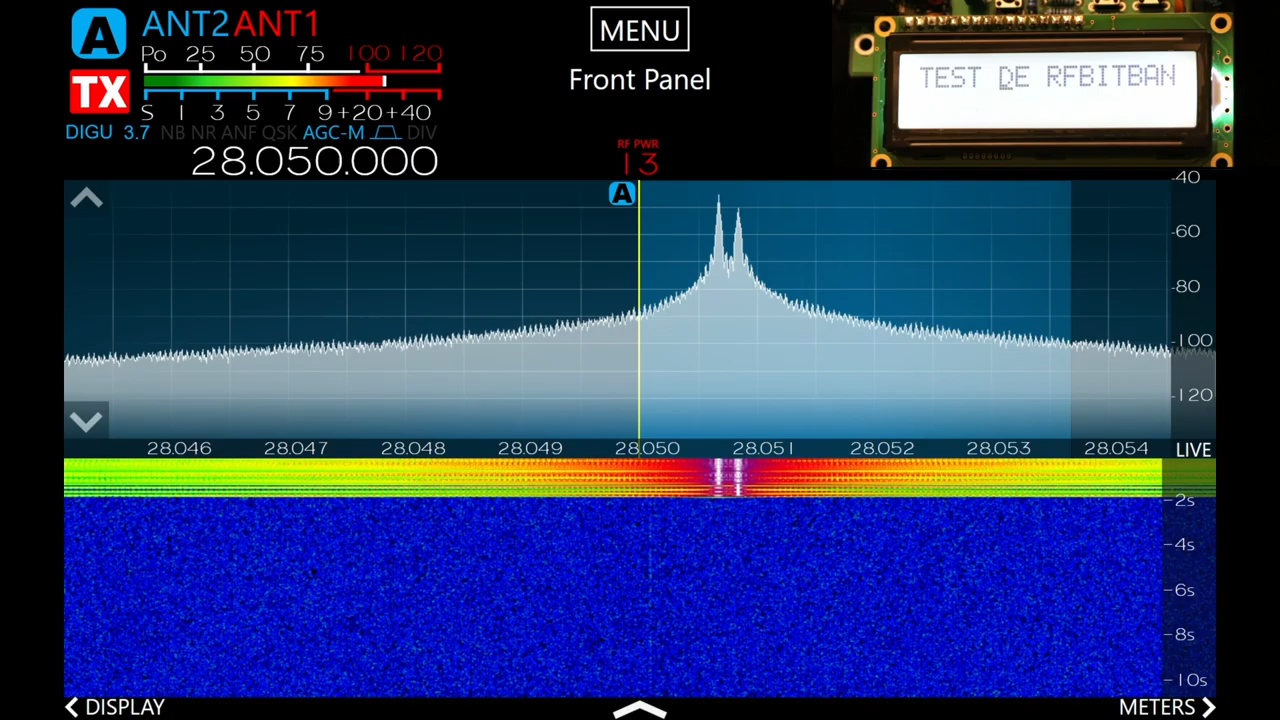 A ANT2 ANT1
MENU
TEST DE RFBITBAN
Po 25 50 75 100 120
Front Panel
TX
S 1 3 5 7 9 +20 +40
DIGU 3.7 NB NR ANF QSK AGC-M DIV
28.050.000
RF PWR
13
A
-40
-60
-80
-100
-120
28.046 28.047 28.048 28.049 28.050 28.051 28.052 28.053 28.054 LIVE
-2s
-4s
-6s
-8s
-10s
DISPLAY
METERS